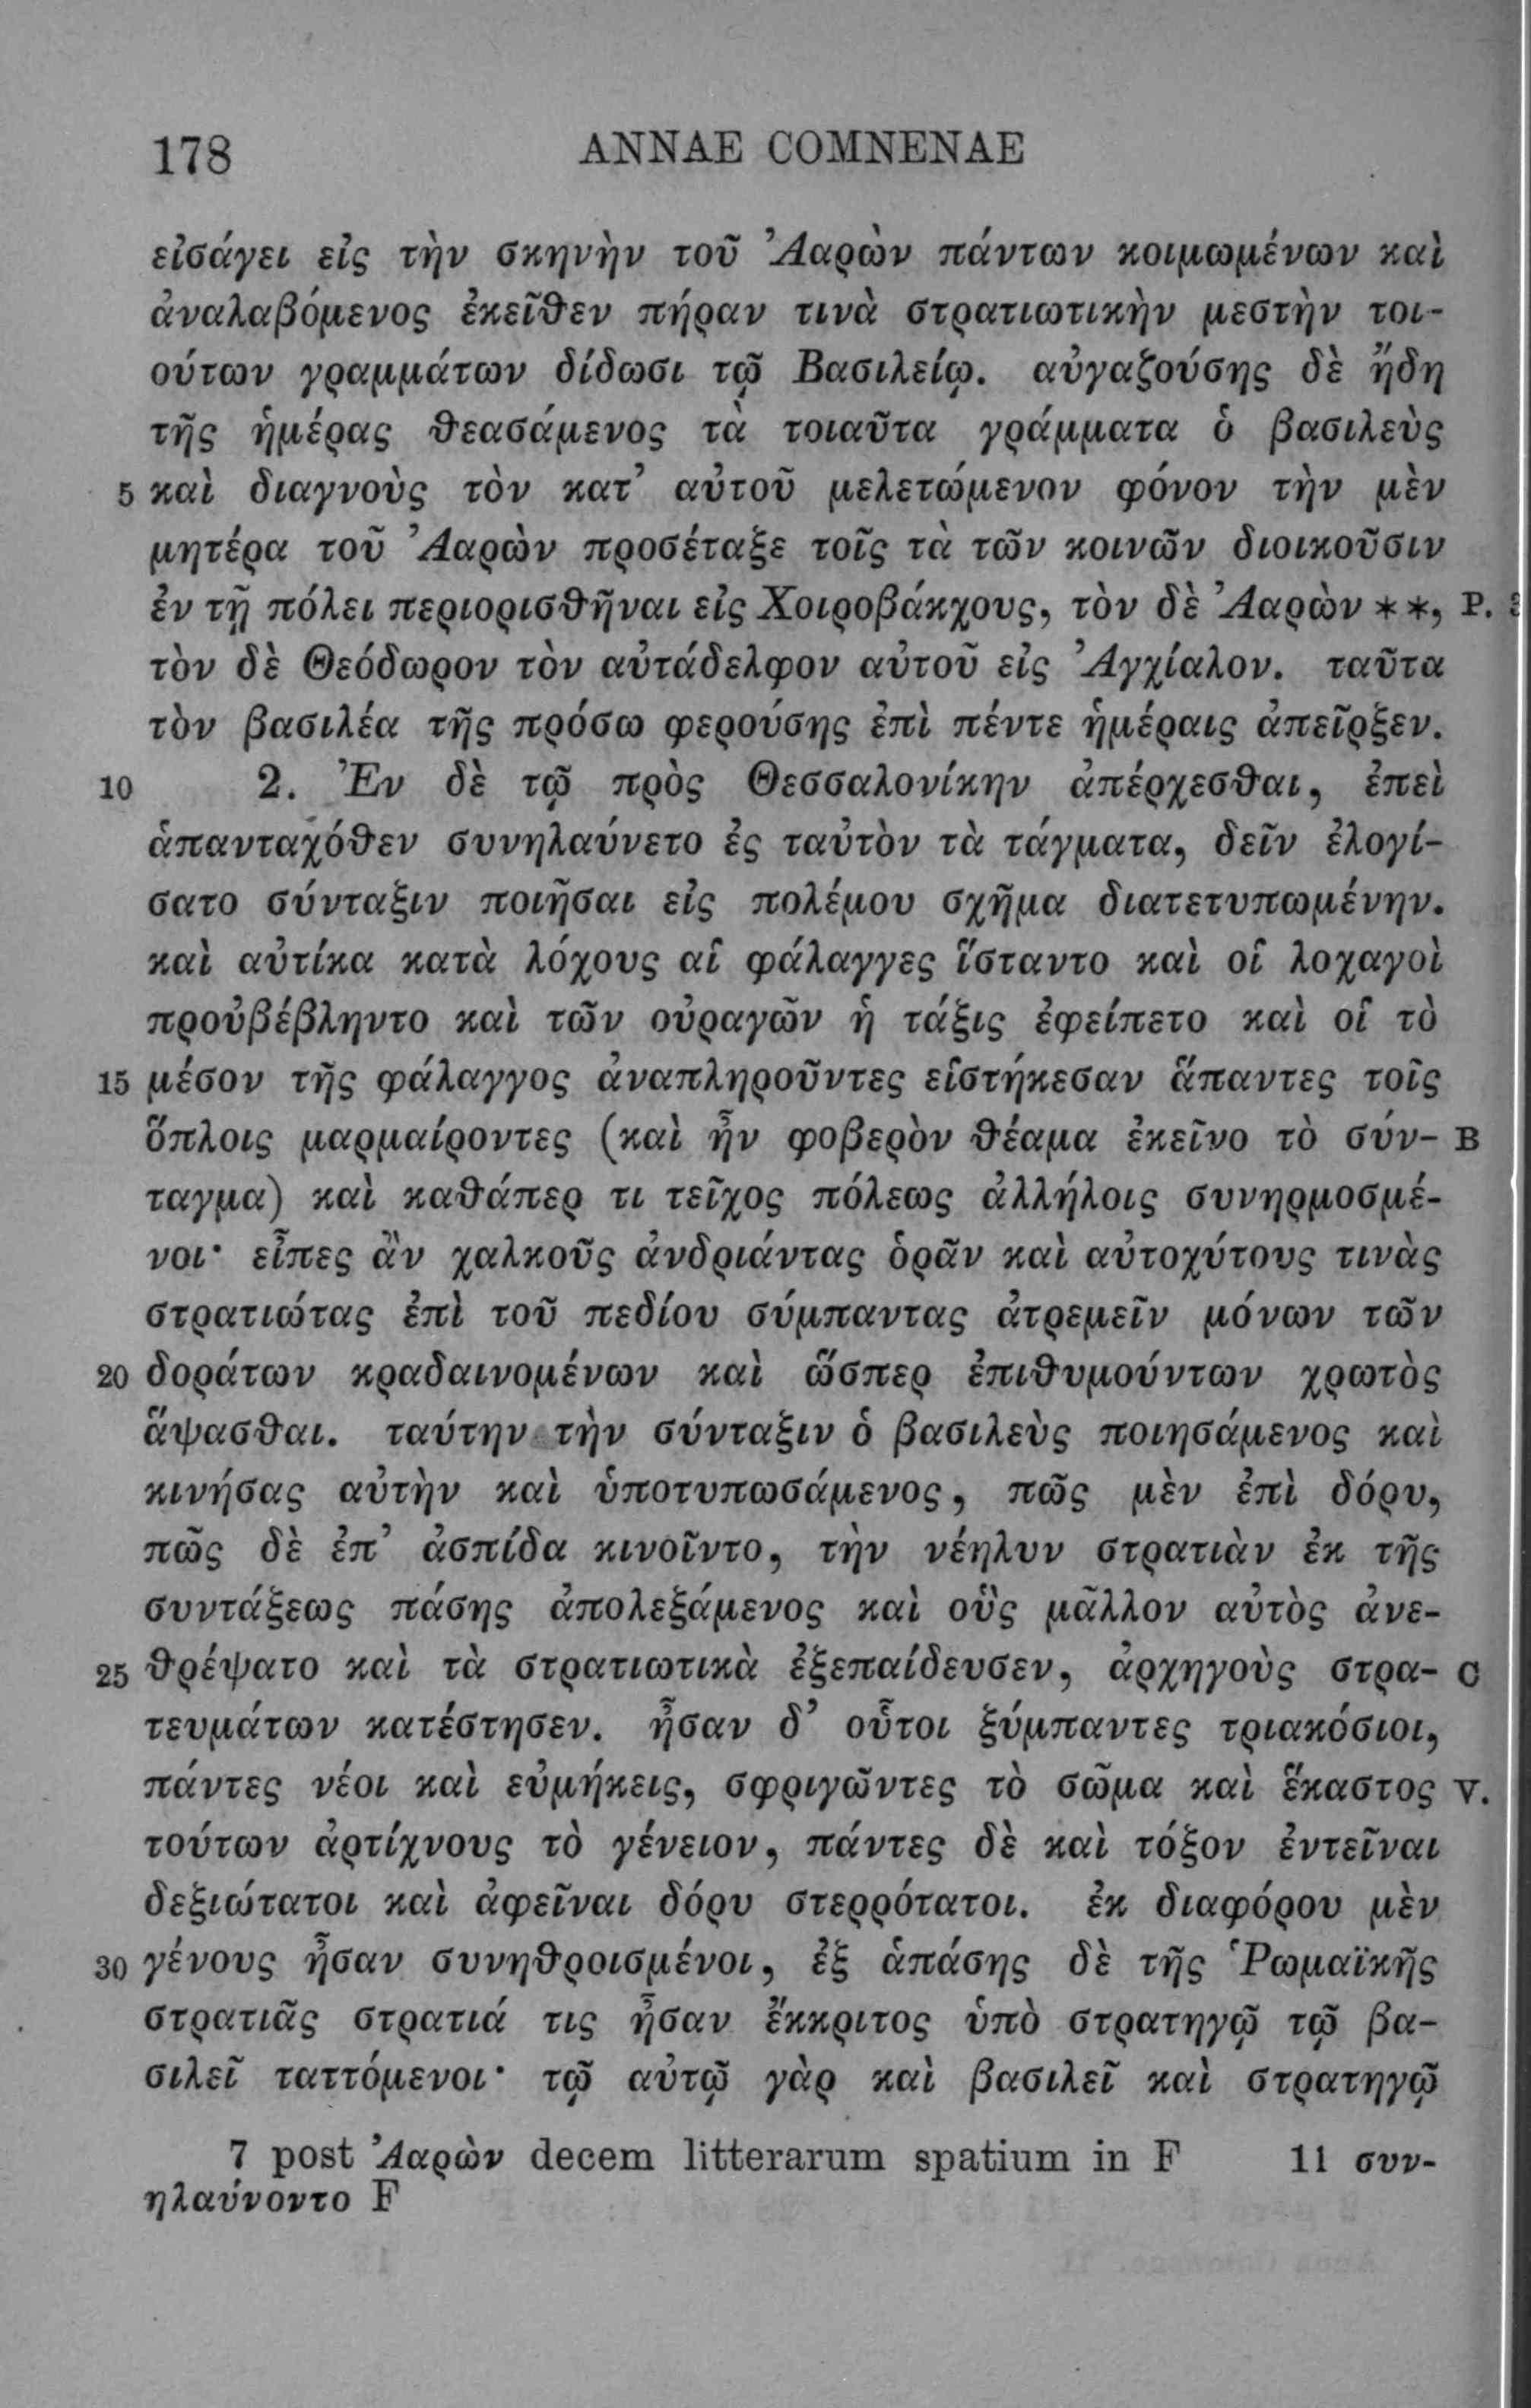 178 ANNAE COMNENAE
εἰσάγει εἰς τὴν σκηνὴν τοῦ Ἀαρὼν πάντων κοιμωμένων καὶ
ἀναλαβόμενος ἐκεῖθεν πήραν τινὰ στρατιωτικὴν μεστὴν τοι-
ούτων γραμμάτων δίδωσι τῷ Βασιλείῳ. αὐγαζούσης δὲ ἤδη
τῆς ἡμέρας θεασάμενος τὰ τοιαῦτα γράμματα ὁ βασιλεὺς
5 καὶ διαγνοὺς τὸν κατ’ αὐτοῦ μελετώμενον φόνον τὴν μὲν
μητέρα τοῦ Ἀαρὼν προσέταξε τοῖς τὰ τῶν κοινῶν διοικοῦσιν
ἐν τῇ πόλει περιορισθῆναι εἰς Χοιροβάκχους, τὸν δὲ Ἀαρὼν **, P.
τὸν δὲ Θεόδωρον τὸν αὐτάδελφον αὐτοῦ εἰς Ἀγχίαλον. ταῦτα
τὸν βασιλέα τῆς πρόσω φερούσης ἐπὶ πέντε ἡμέραις ἀπεῖρξεν.
10 2. Ἐν δὲ τῷ πρὸς Θεσσαλονίκην ἀπέρχεσθαι, ἐπεὶ
ἁπανταχόθεν συνηλαύνετο ἐς ταὐτὸν τὰ τάγματα, δεῖν ἐλογί-
σατο σύνταξιν ποιῆσαι εἰς πολέμου σχῆμα διατετυπωμένην.
καὶ αὐτίκα κατὰ λόχους αἱ φάλαγγες ἵσταντο καὶ οἱ λοχαγοὶ
προὐβέβληντο καὶ τῶν οὐραγῶν ἡ τάξις ἐφείπετο καὶ οἱ τὸ
15 μέσον τῆς φάλαγγος ἀναπληροῦντες εἱστήκεσαν ἅπαντες τοῖς
ὅπλοις μαρμαίροντες (καὶ ἦν φοβερὸν θέαμα ἐκεῖνο τὸ σύν- B
ταγμα) καὶ καθάπερ τι τεῖχος πόλεως ἀλλήλοις συνηρμοσμέ-
νοι· εἶπες ἂν χαλκοῦς ἀνδριάντας ὁρᾶν καὶ αὐτοχύτους τινὰς
στρατιώτας ἐπὶ τοῦ πεδίου σύμπαντας ἀτρεμεῖν μόνων τῶν
20 δοράτων κραδαινομένων καὶ ὥσπερ ἐπιθυμούντων χρωτὸς
ἅψασθαι. ταύτην τὴν σύνταξιν ὁ βασιλεὺς ποιησάμενος καὶ
κινήσας αὐτὴν καὶ ὑποτυπωσάμενος, πῶς μὲν ἐπὶ δόρυ,
πῶς δὲ ἐπ’ ἀσπίδα κινοῖντο, τὴν νέηλυν στρατιὰν ἐκ τῆς
συντάξεως πάσης ἀπολεξάμενος καὶ οὓς μᾶλλον αὐτὸς ἀνε-
25 θρέψατο καὶ τὰ στρατιωτικὰ ἐξεπαίδευσεν, ἀρχηγοὺς στρα- C
τευμάτων κατέστησεν. ἦσαν δ’ οὗτοι ξύμπαντες τριακόσιοι,
πάντες νέοι καὶ εὐμήκεις, σφριγῶντες τὸ σῶμα καὶ ἕκαστος V.
τούτων ἀρτίχνους τὸ γένειον, πάντες δὲ καὶ τόξον ἐντεῖναι
δεξιώτατοι καὶ ἀφεῖναι δόρυ στερρότατοι. ἐκ διαφόρου μὲν
30 γένους ἦσαν συνηθροισμένοι, ἐξ ἁπάσης δὲ τῆς Ῥωμαϊκῆς
στρατιᾶς στρατιά τις ἦσαν ἔκκριτος ὑπὸ στρατηγῷ τῷ βα-
σιλεῖ ταττόμενοι· τῷ αὐτῷ γὰρ καὶ βασιλεῖ καὶ στρατηγῷ
7 post Ἀαρὼν decem litterarum spatium in F 11 συν-
ηλαύνοντο F